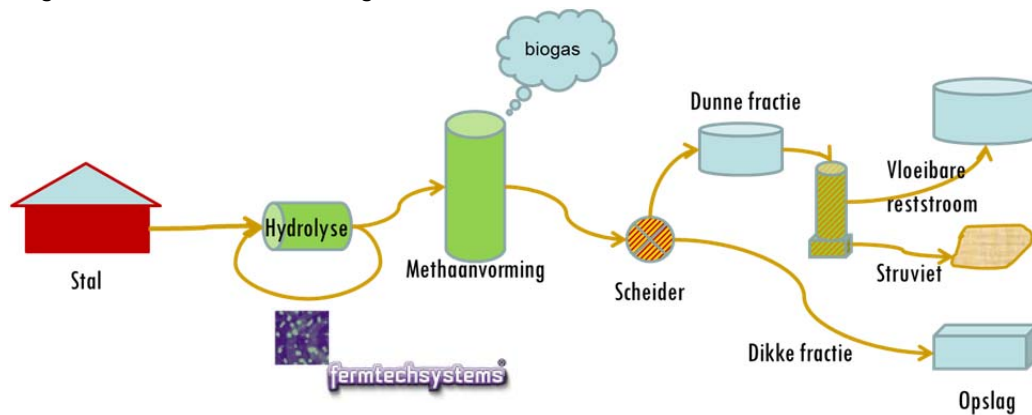 biogas
Dunne fractie
Vloeibare
reststroom
Hydrolyse
Stal
Methaanvorming
Scheider
Struviet
Dikke fractie
fermtechsystems®
Opslag